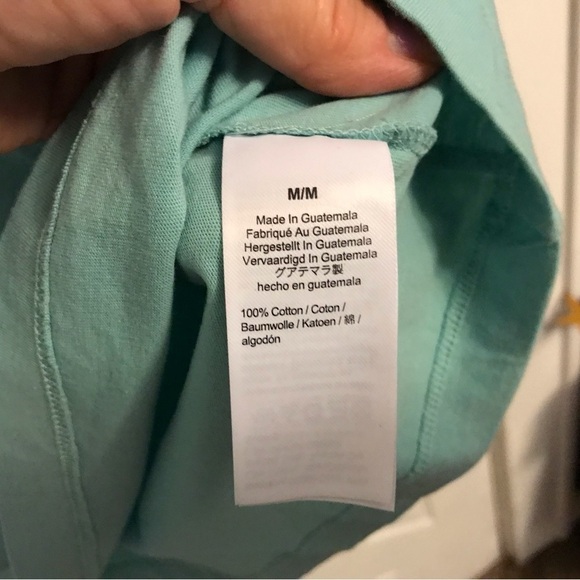 M/M
Made In Guatemala
Fabriqué Au Guatemala
Hergestellt In Guatemala
Vervaardigd In Guatemala
グアテマラ製
hecho en guatemala
100% Cotton / Coton /
Baumwolle / Katoen / 綿 /
algodón